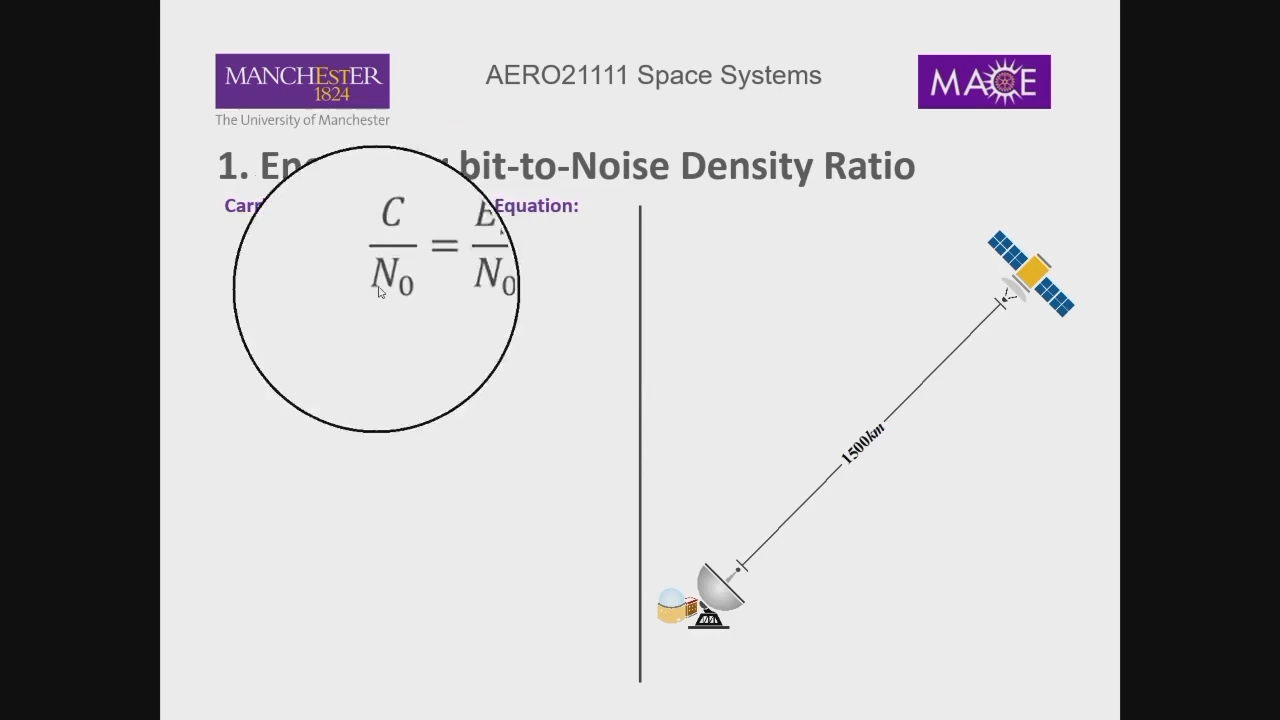 MANCHESTER
1824
The University of Manchester
AERO21111 Space Systems
MACE
1. En bit-to-Noise Density Ratio
Carr Equation:
C/N₀ = E/N₀
1500km